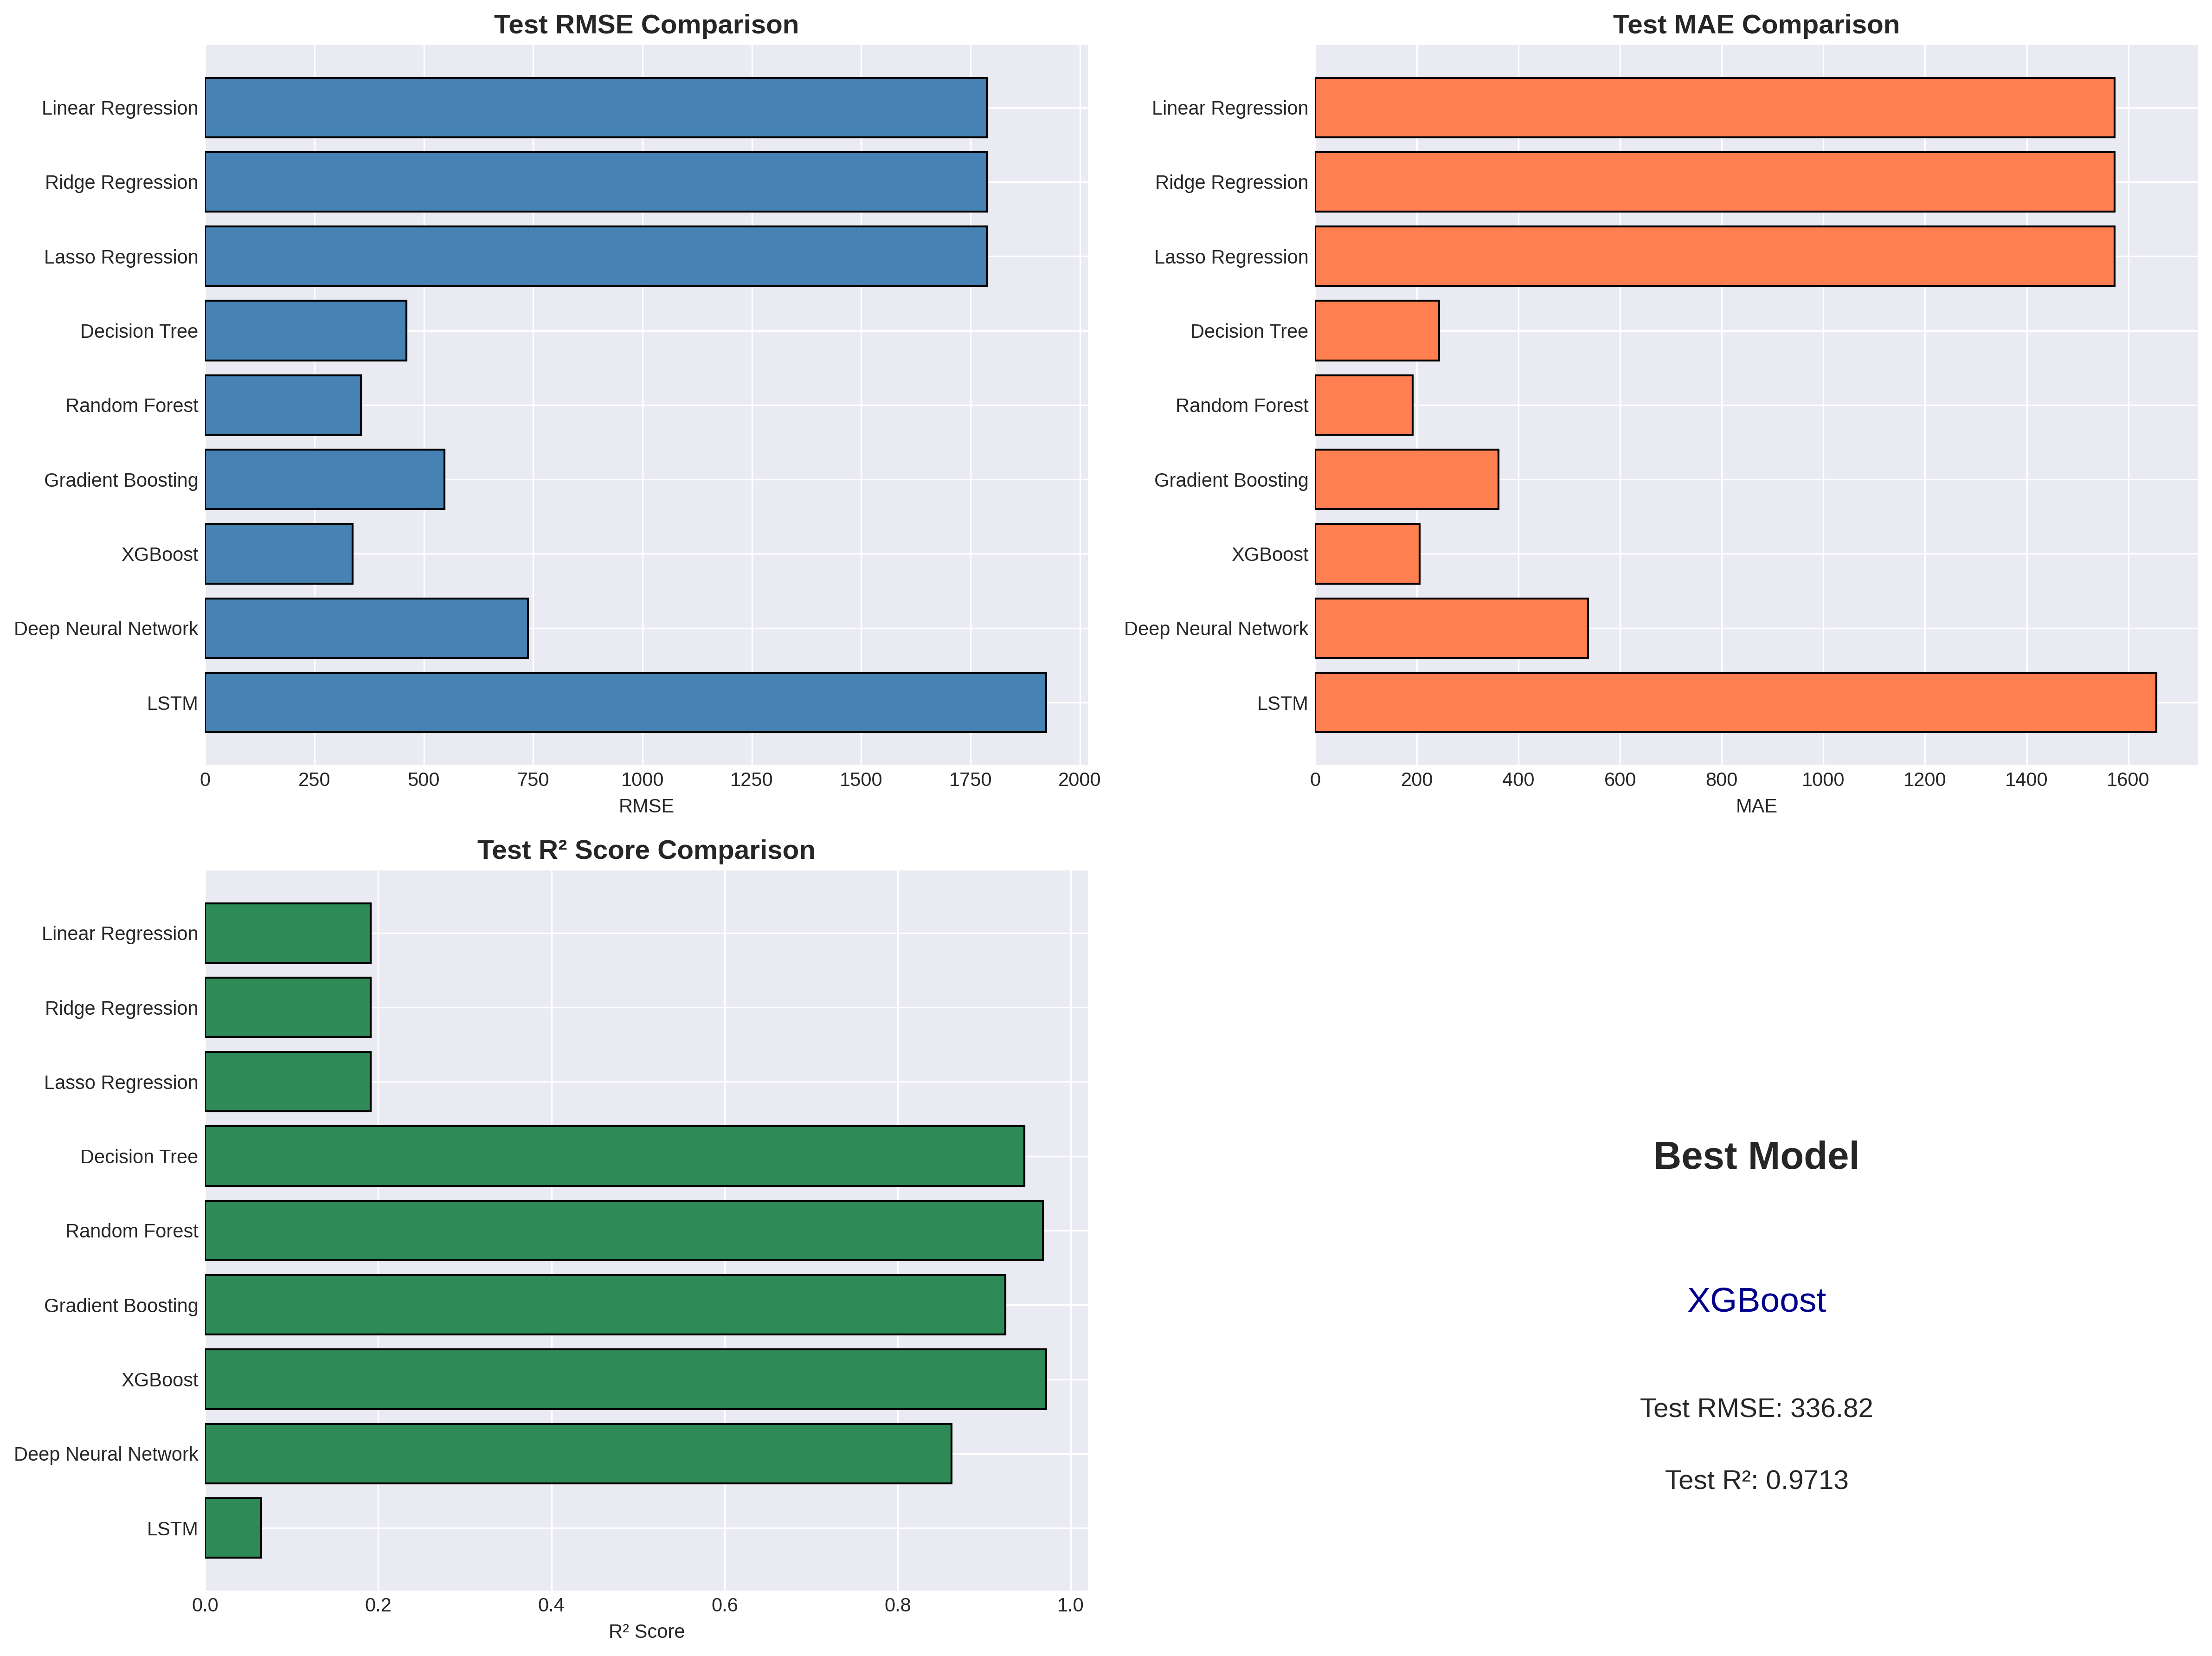 Test RMSE Comparison
Linear Regression
Ridge Regression
Lasso Regression
Decision Tree
Random Forest
Gradient Boosting
XGBoost
Deep Neural Network
LSTM
0 250 500 750 1000 1250 1500 1750 2000
RMSE
Test MAE Comparison
Linear Regression
Ridge Regression
Lasso Regression
Decision Tree
Random Forest
Gradient Boosting
XGBoost
Deep Neural Network
LSTM
0 200 400 600 800 1000 1200 1400 1600
MAE
Test R² Score Comparison
Linear Regression
Ridge Regression
Lasso Regression
Decision Tree
Random Forest
Gradient Boosting
XGBoost
Deep Neural Network
LSTM
0.0 0.2 0.4 0.6 0.8 1.0
R² Score
Best Model
XGBoost
Test RMSE: 336.82
Test R²: 0.9713